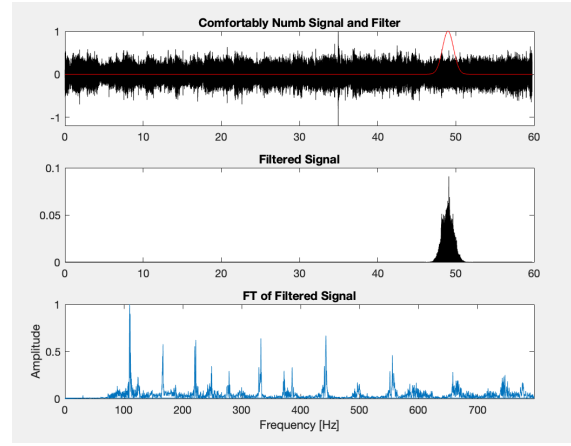 Comfortably Numb Signal and Filter
1
0
-1
0 10 20 30 40 50 60
Filtered Signal
0.1
0.05
0
0 10 20 30 40 50 60
FT of Filtered Signal
1
0.5
0
Amplitude
0 100 200 300 400 500 600 700
Frequency [Hz]